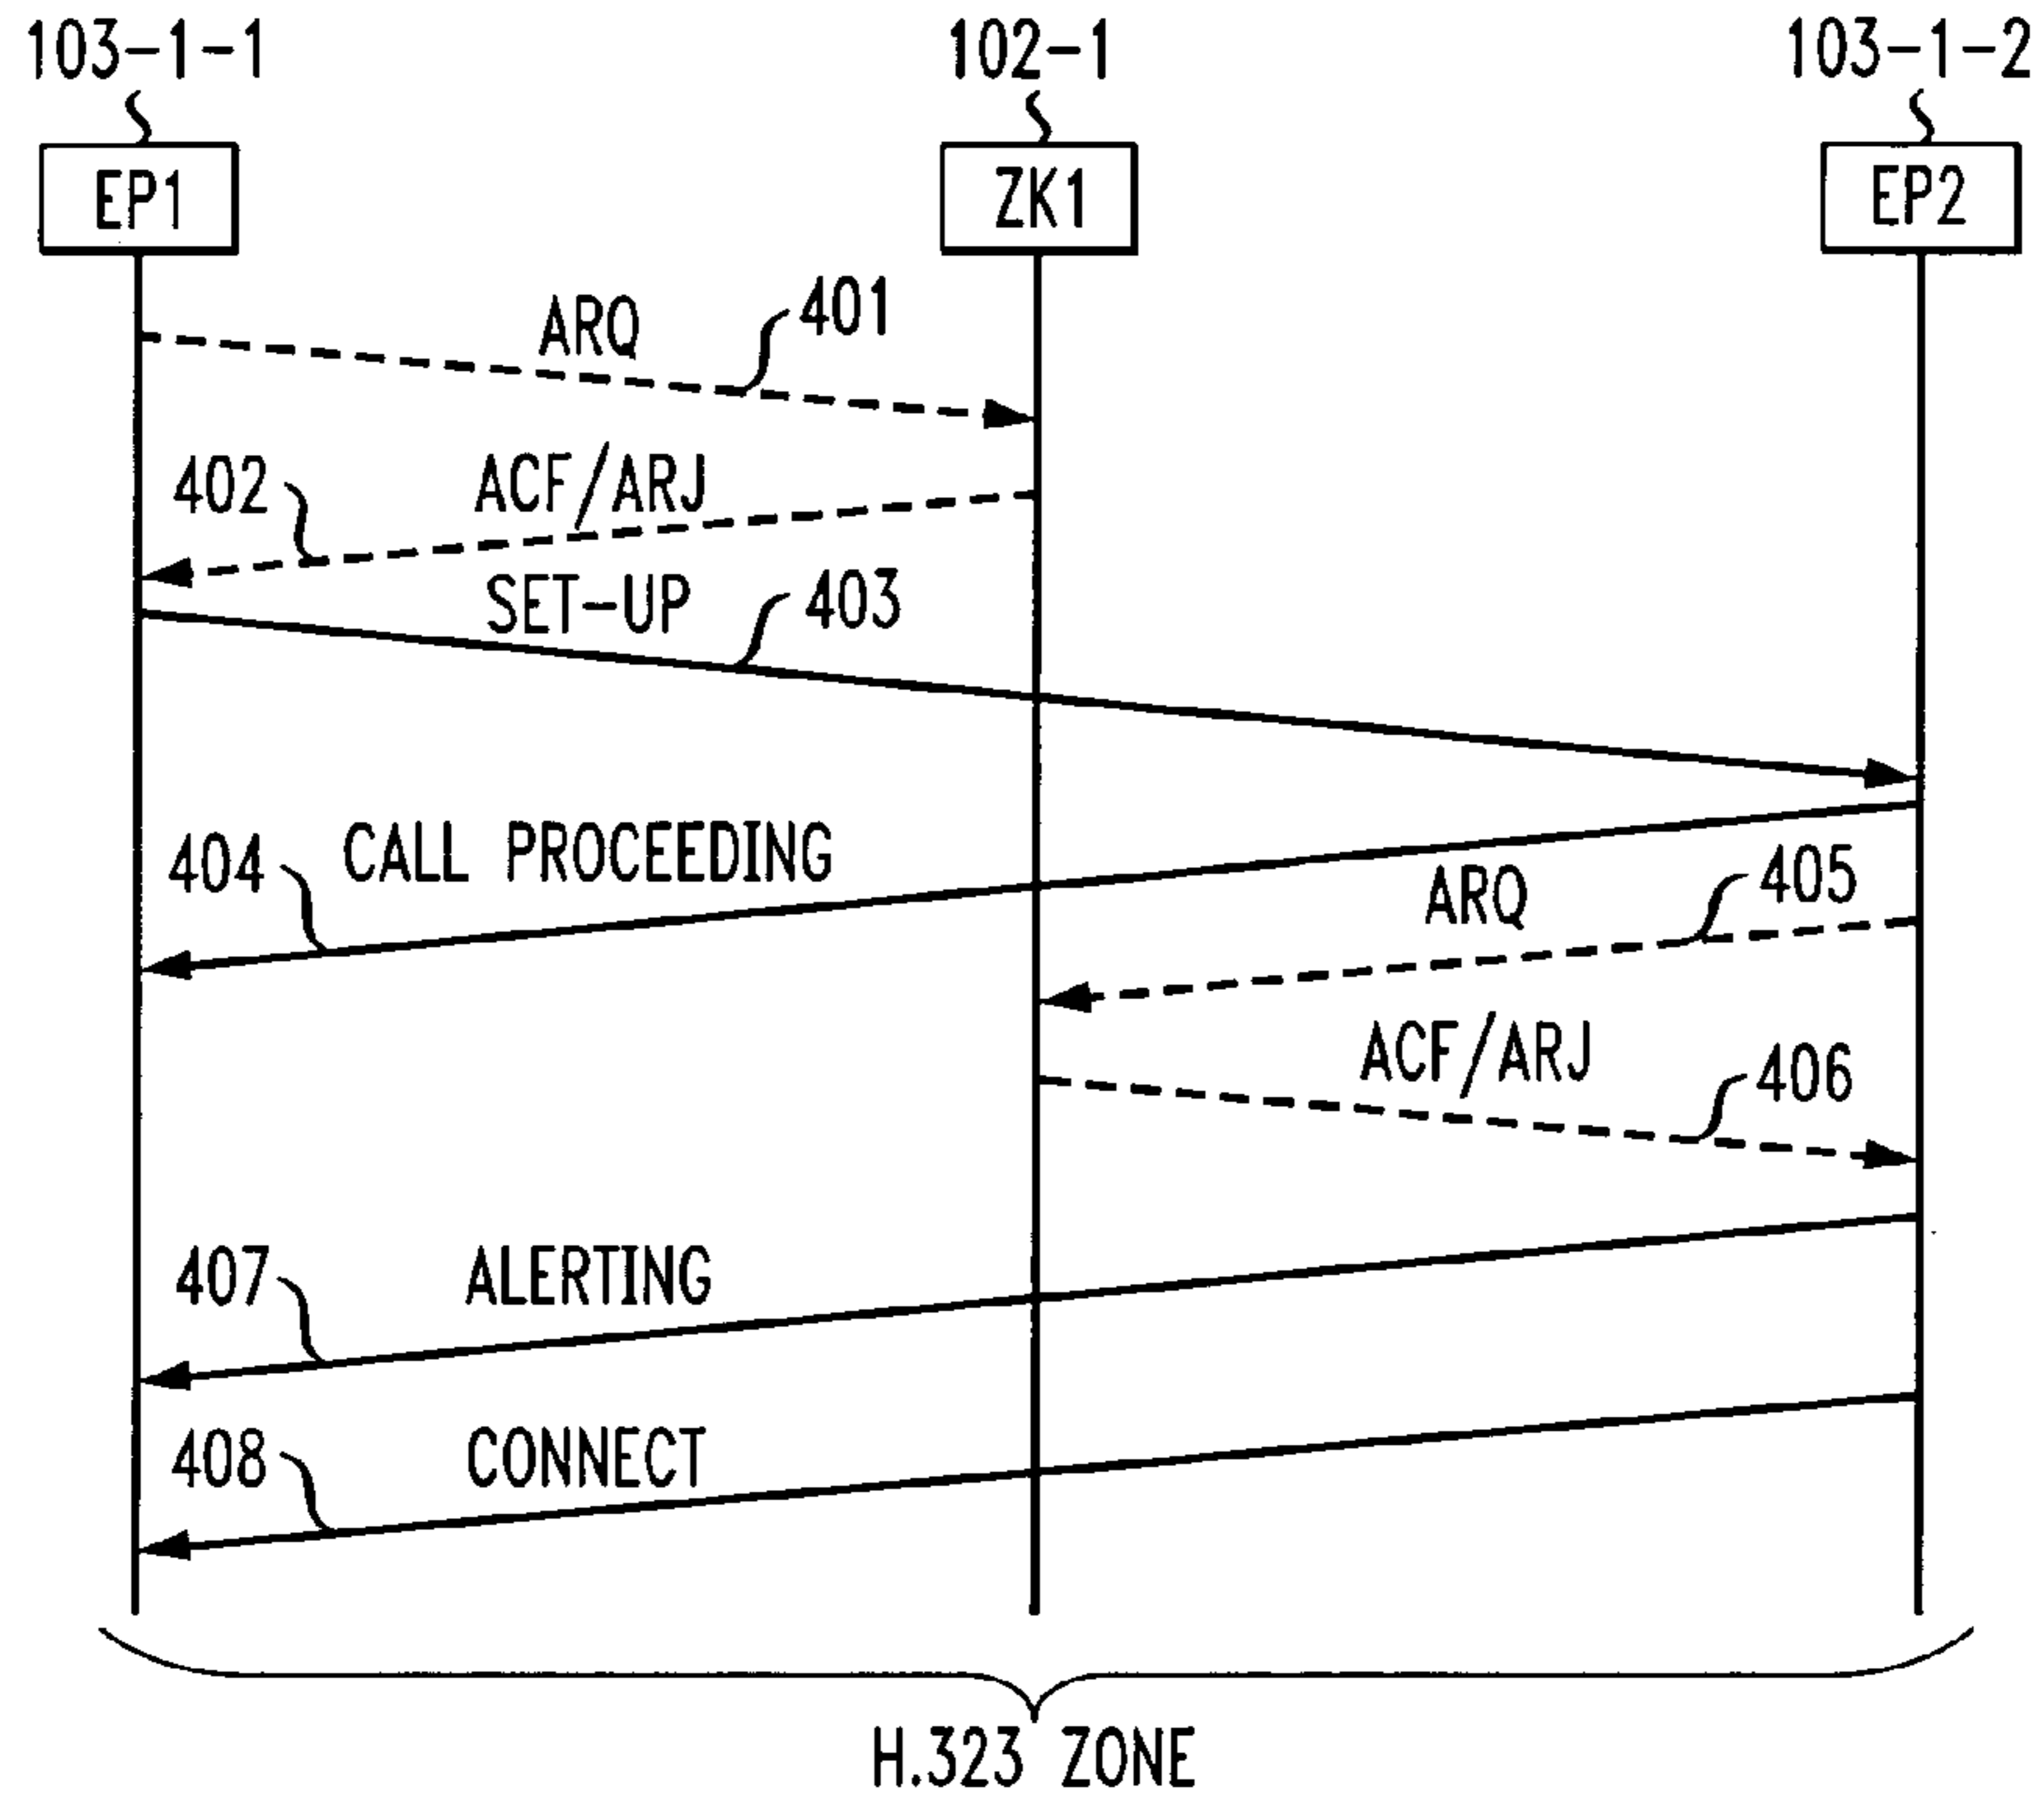 103-1-1
102-1
103-1-2
EP1
ZK1
EP2
ARQ
401
402
ACF/ARJ
SET-UP
403
404
CALL PROCEEDING
ARQ
405
ACF/ARJ
406
407
ALERTING
408
CONNECT
H.323 ZONE